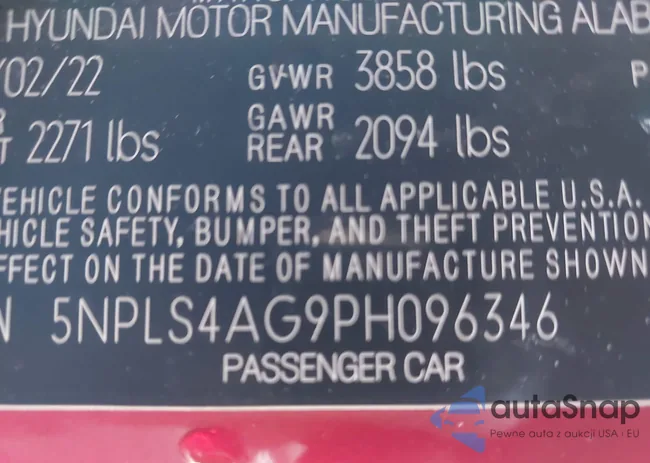 HYUNDAI MOTOR MANUFACTURING ALAB
/02/22 GVWR 3858 lbs P
2271 lbs GAWR REAR 2094 lbs
VEHICLE CONFORMS TO ALL APPLICABLE U.S.A.
HICLE SAFETY, BUMPER, AND THEFT PREVENTION
FFECT ON THE DATE OF MANUFACTURE SHOWN
N 5NPLS4AG9PH096346
PASSENGER CAR
autoSnap
Pewne auta z aukcji USA i EU